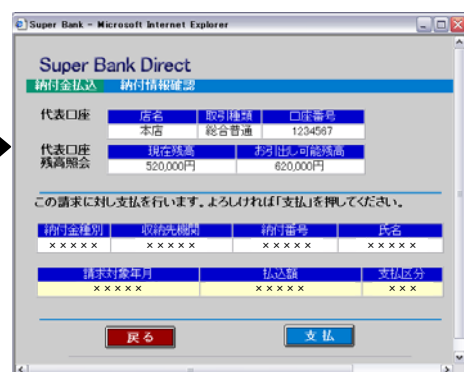 Super Bank - Microsoft Internet Explorer
Super Bank Direct
納付金払込 納付情報確認
代表口座 店名 取引種類 口座番号
本店 総合普通 1234567
代表口座
残高照会 現在残高 お引出し可能残高
520,000円 620,000円
この請求に対し支払を行います。よろしければ「支払」を押してください。
納付金種別 収納先機関 納付番号 氏名
××××× ××××× ××××× ×××××
請求対象年月 払込額 支払区分
××××× ××××× ×××
戻る 支払